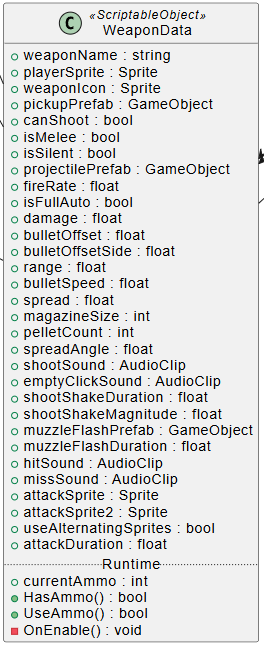 «ScriptableObject»
C WeaponData
weaponName : string
playerSprite : Sprite
weaponIcon : Sprite
pickupPrefab : GameObject
canShoot : bool
isMelee : bool
isSilent : bool
projectilePrefab : GameObject
fireRate : float
isFullAuto : bool
damage : float
bulletOffset : float
bulletOffsetSide : float
range : float
bulletSpeed : float
spread : float
magazineSize : int
pelletCount : int
spreadAngle : float
shootSound : AudioClip
emptyClickSound : AudioClip
shootShakeDuration : float
shootShakeMagnitude : float
muzzleFlashPrefab : GameObject
muzzleFlashDuration : float
hitSound : AudioClip
missSound : AudioClip
attackSprite : Sprite
attackSprite2 : Sprite
useAlternatingSprites : bool
attackDuration : float
Runtime
currentAmmo : int
HasAmmo() : bool
UseAmmo() : bool
OnEnable() : void